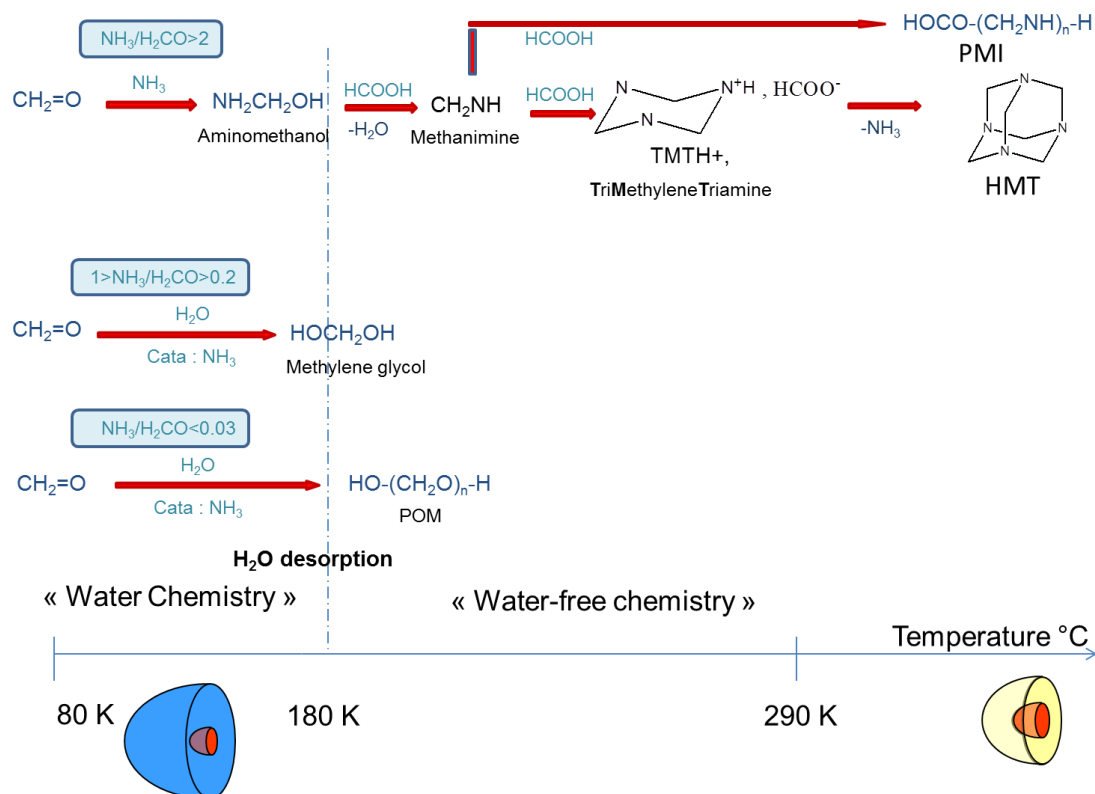 NH₃/H₂CO>2
HCOOH
HOCO-(CH₂NH)ₙ-H
PMI
CH₂=O
NH₃
NH₂CH₂OH
Aminomethanol
HCOOH
-H₂O
CH₂NH
Methanimine
HCOOH
N
N
N⁺H , HCOO⁻
TMTH+,
TriMethyleneTriamine
-NH₃
N
N
N
N
HMT
1>NH₃/H₂CO>0.2
CH₂=O
H₂O
Cata : NH₃
HOCH₂OH
Methylene glycol
NH₃/H₂CO<0.03
CH₂=O
H₂O
Cata : NH₃
HO-(CH₂O)ₙ-H
POM
H₂O desorption
« Water Chemistry »
« Water-free chemistry »
Temperature °C
80 K
180 K
290 K